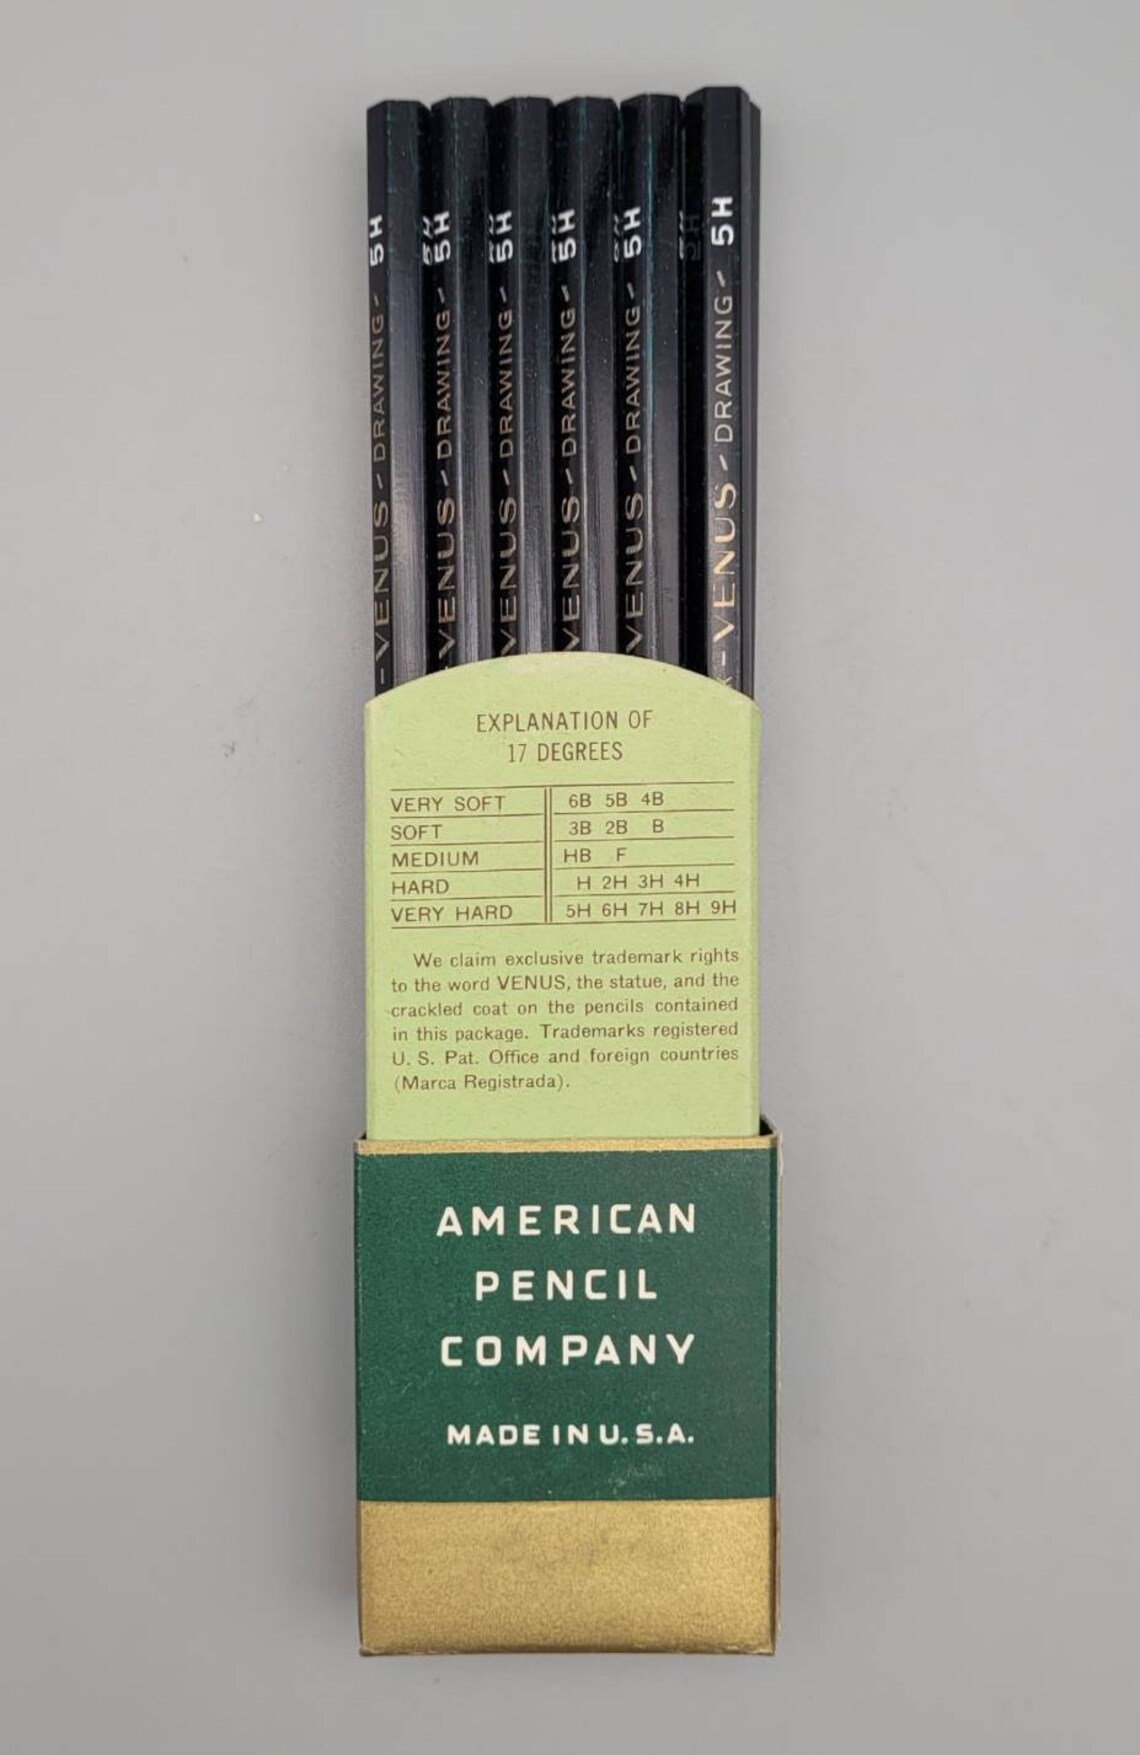 VENUS - DRAWING - 5H
VENUS - DRAWING - 5H
VENUS - DRAWING - 5H
VENUS - DRAWING - 5H
VENUS - DRAWING - 5H
VENUS - DRAWING - 5H
EXPLANATION OF
17 DEGREES
VERY SOFT 6B 5B 4B
SOFT 3B 2B B
MEDIUM HB F
HARD H 2H 3H 4H
VERY HARD 5H 6H 7H 8H 9H
We claim exclusive trademark rights
to the word VENUS, the statue, and the
crackled coat on the pencils contained
in this package. Trademarks registered
U. S. Pat. Office and foreign countries
(Marca Registrada).
AMERICAN
PENCIL
COMPANY
MADE IN U.S.A.